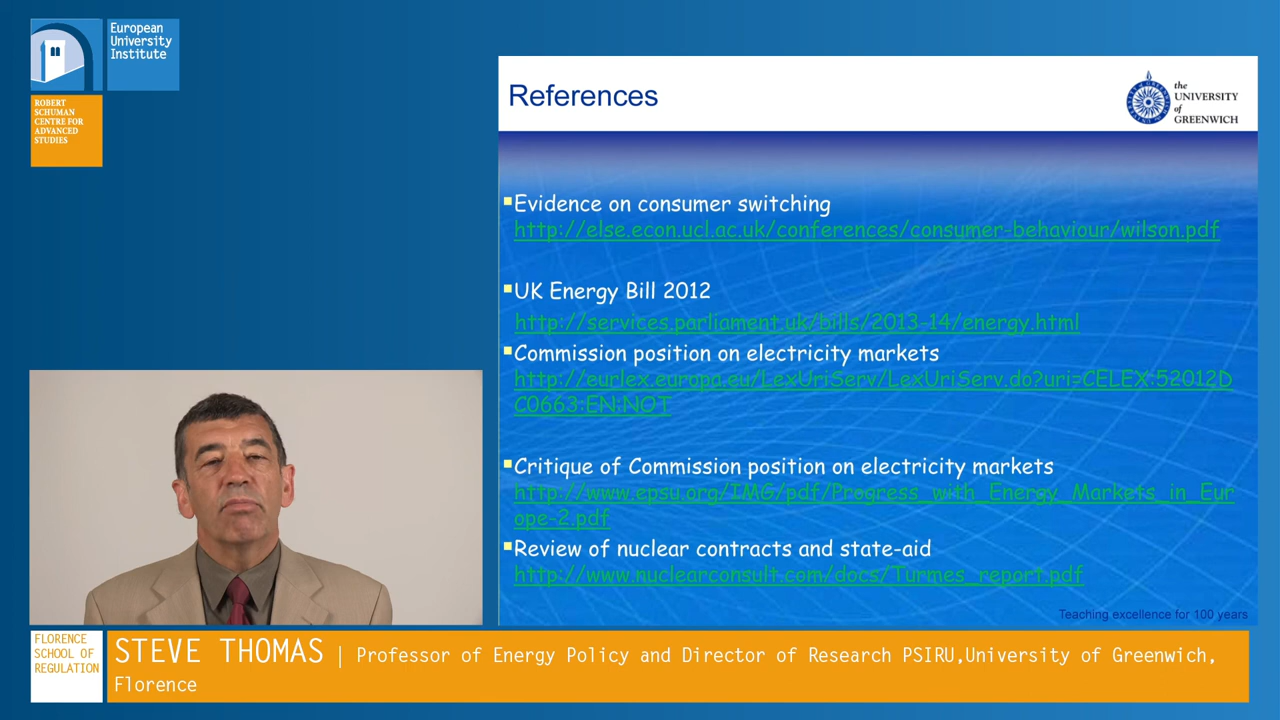 European
University
Institute
ROBERT
SCHUMAN
CENTRE FOR
ADVANCED
STUDIES
References
the
UNIVERSITY
of
GREENWICH
Evidence on consumer switching
http://else.econ.ucl.ac.uk/conferences/consumer-behaviour/wilson.pdf
UK Energy Bill 2012
http://services.parliament.uk/bills/2013-14/energy.html
Commission position on electricity markets
http://eurlex.europa.eu/LexUriServ/LexUriServ.do?uri=CELEX:52012D
C0663:EN:NOT
Critique of Commission position on electricity markets
http://www.epsu.org/IMG/pdf/Progress_with_Energy_Markets_in_Eur
ope-2.pdf
Review of nuclear contracts and state-aid
http://www.nuclearconsult.com/docs/Turmes_report.pdf
Teaching excellence for 100 years
FLORENCE
SCHOOL OF
REGULATION
STEVE THOMAS | Professor of Energy Policy and Director of Research PSIRU,University of Greenwich,
Florence